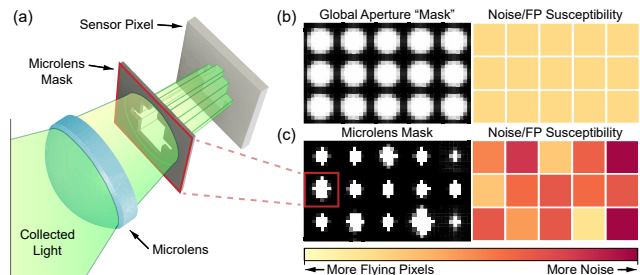 (a)
Sensor Pixel
Microlens
Mask
Collected
Light
Microlens
(b)
Global Aperture “Mask”
Noise/FP Susceptibility
(c)
Microlens Mask
Noise/FP Susceptibility
More Flying Pixels
More Noise